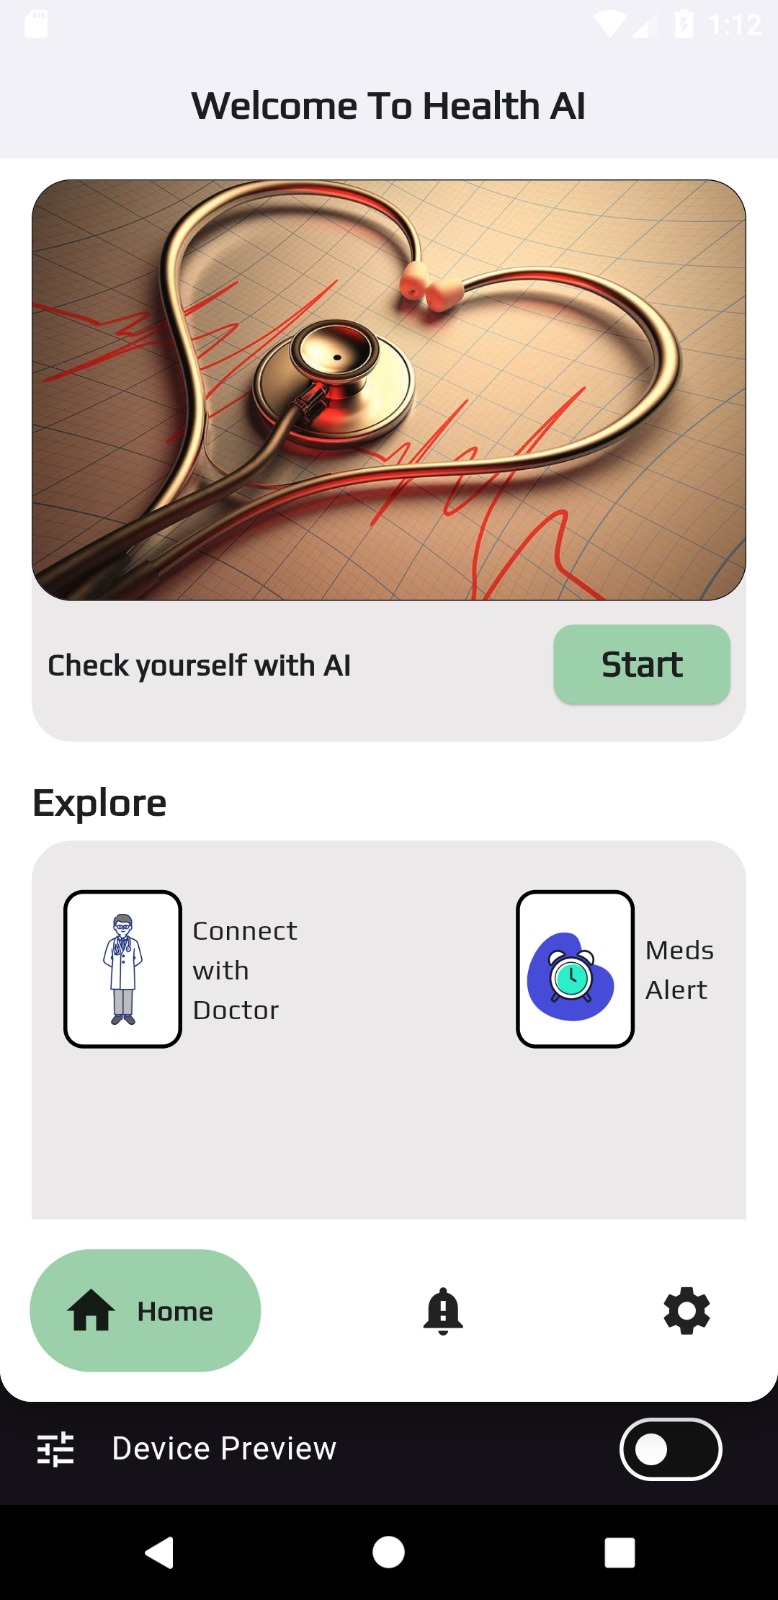 1:12
Welcome To Health AI
Check yourself with AI
Start
Explore
Connect
with
Doctor
Meds
Alert
Home
Device Preview